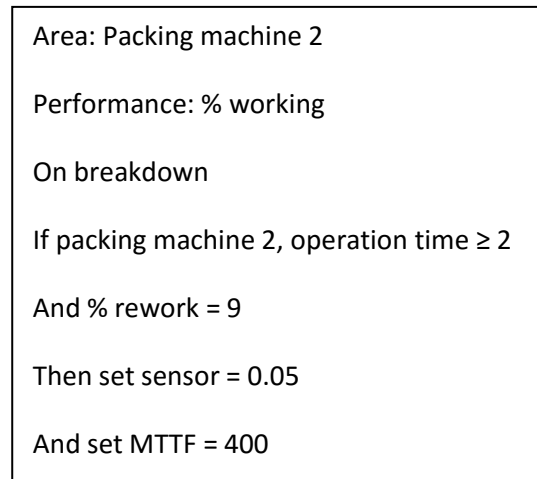 Area: Packing machine 2
Performance: % working
On breakdown
If packing machine 2, operation time ≥ 2
And % rework = 9
Then set sensor = 0.05
And set MTTF = 400